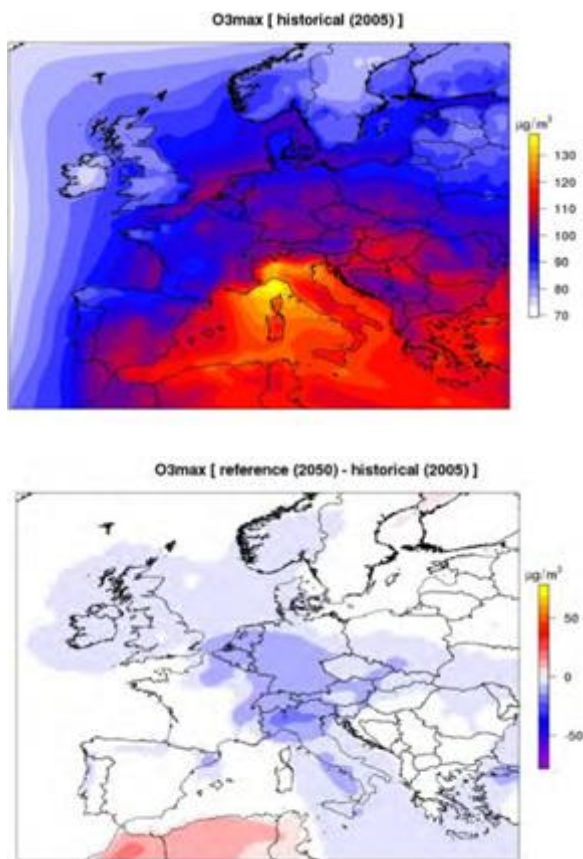 O3max [ historical (2005) ]
µg/m³
130
120
110
100
90
80
70
O3max [ reference (2050) - historical (2005) ]
µg/m³
50
0
-50